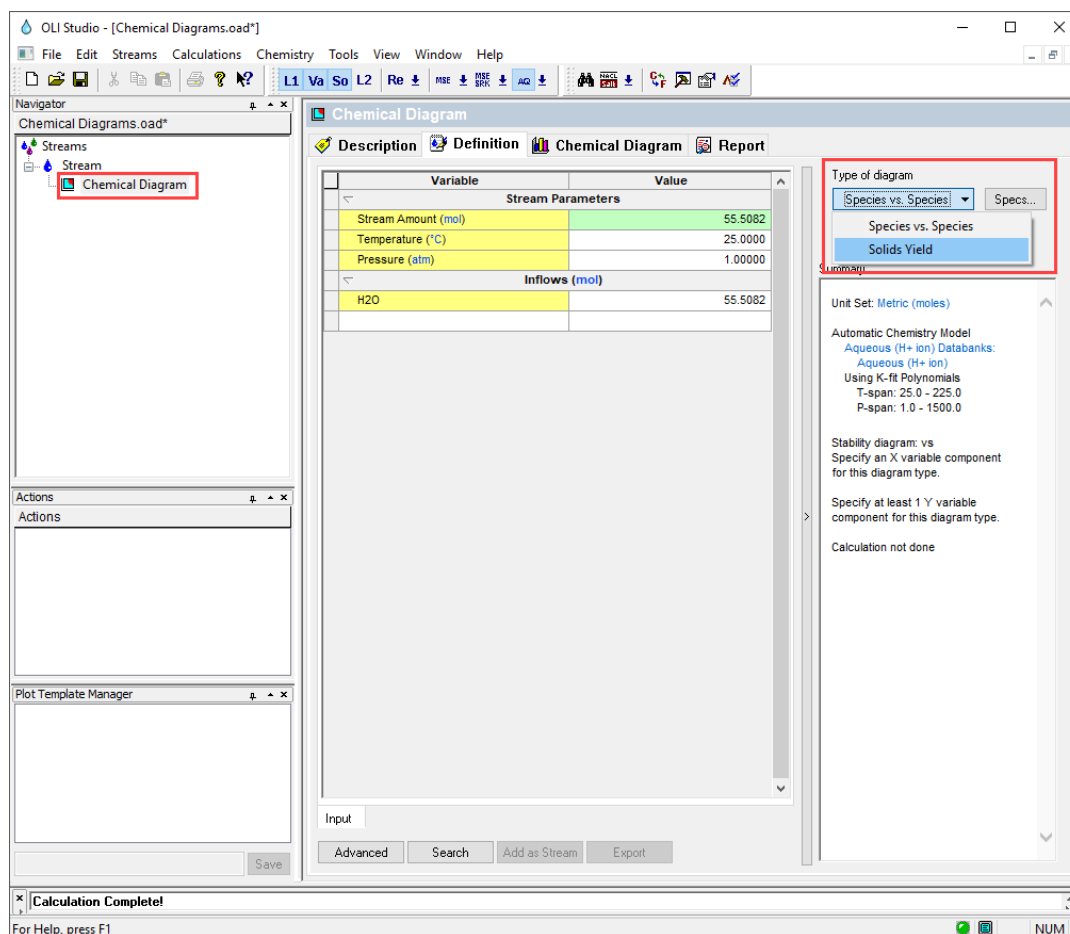 OLI Studio - [Chemical Diagrams.oad*]
File Edit Streams Calculations Chemistry Tools View Window Help
L1 Va So L2 Re MSE MSE SRK AQ NACL Salt
Navigator
Chemical Diagrams.oad*
Streams
Stream
Chemical Diagram
Actions
Actions
Plot Template Manager
Save
Chemical Diagram
Description Definition Chemical Diagram Report
Variable Value
Stream Parameters
Stream Amount (mol) 55.5082
Temperature (°C) 25.0000
Pressure (atm) 1.00000
Inflows (mol)
H2O 55.5082
Input
Advanced Search Add as Stream Export
Type of diagram
Species vs. Species Specs...
Species vs. Species
Solids Yield
Summary
Unit Set: Metric (moles)
Automatic Chemistry Model
Aqueous (H+ ion) Databanks:
Aqueous (H+ ion)
Using K-fit Polynomials
T-span: 25.0 - 225.0
P-span: 1.0 - 1500.0
Stability diagram: vs
Specify an X variable component
for this diagram type.
Specify at least 1 Y variable
component for this diagram type.
Calculation not done
Calculation Complete!
For Help, press F1 NUM